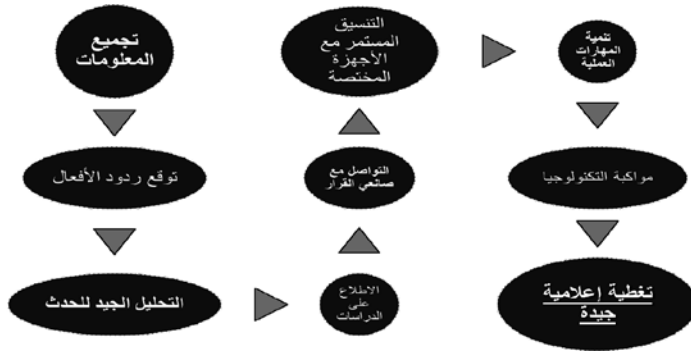 تجميع
المعلومات
توقع ردود الأفعال
التحليل الجيد للحدث
الاطلاع
على
الدراسات
التواصل مع
صانعي القرار
التنسيق
المستمر مع
الأجهزة
المختصة
تنمية
المهارات
العملية
مواكبة التكنولوجيا
تغطية إعلامية
جيدة